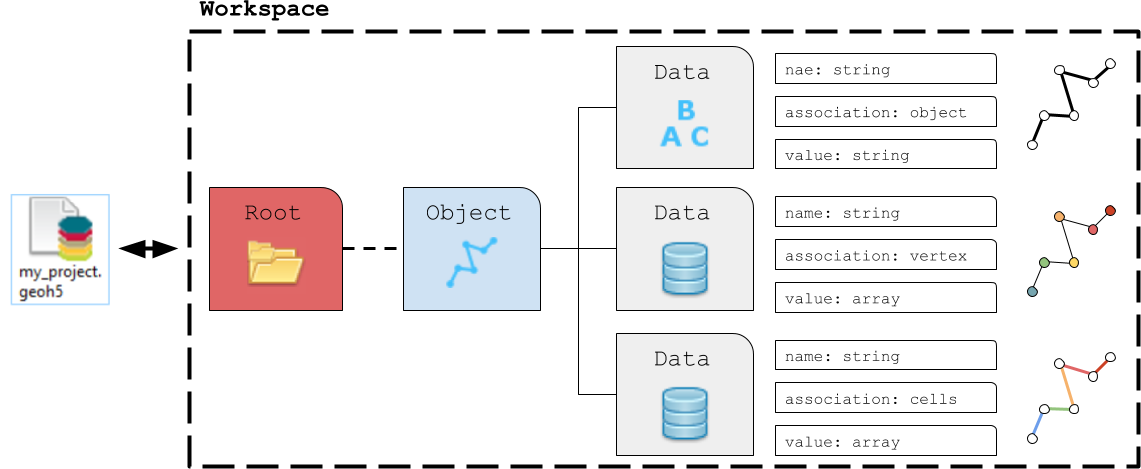 Workspace
Data
nae: string
B
A C
association: object
value: string
Root
Object
Data
name: string
association: vertex
value: array
my_project.
geoh5
Data
name: string
association: cells
value: array